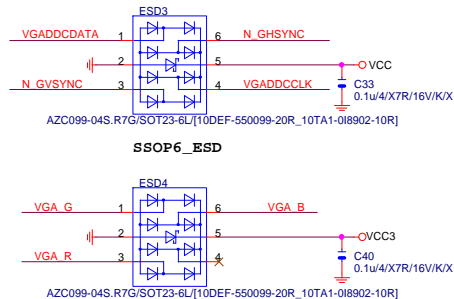 ESD3
VGADDCDATA 1 6 N_GHSYNC
2 5 VCC
N_GVSYNC 3 4 VGADDCCLK
C33
0.1u/4/X7R/16V/K/X
AZC099-04S.R7G/SOT23-6L/[10DEF-550099-20R_10TA1-0I8902-10R]
SSOP6_ESD
ESD4
VGA_G 1 6 VGA_B
2 5 VCC3
VGA_R 3 4
C40
0.1u/4/X7R/16V/K/X
AZC099-04S.R7G/SOT23-6L/[10DEF-550099-20R_10TA1-0I8902-10R]